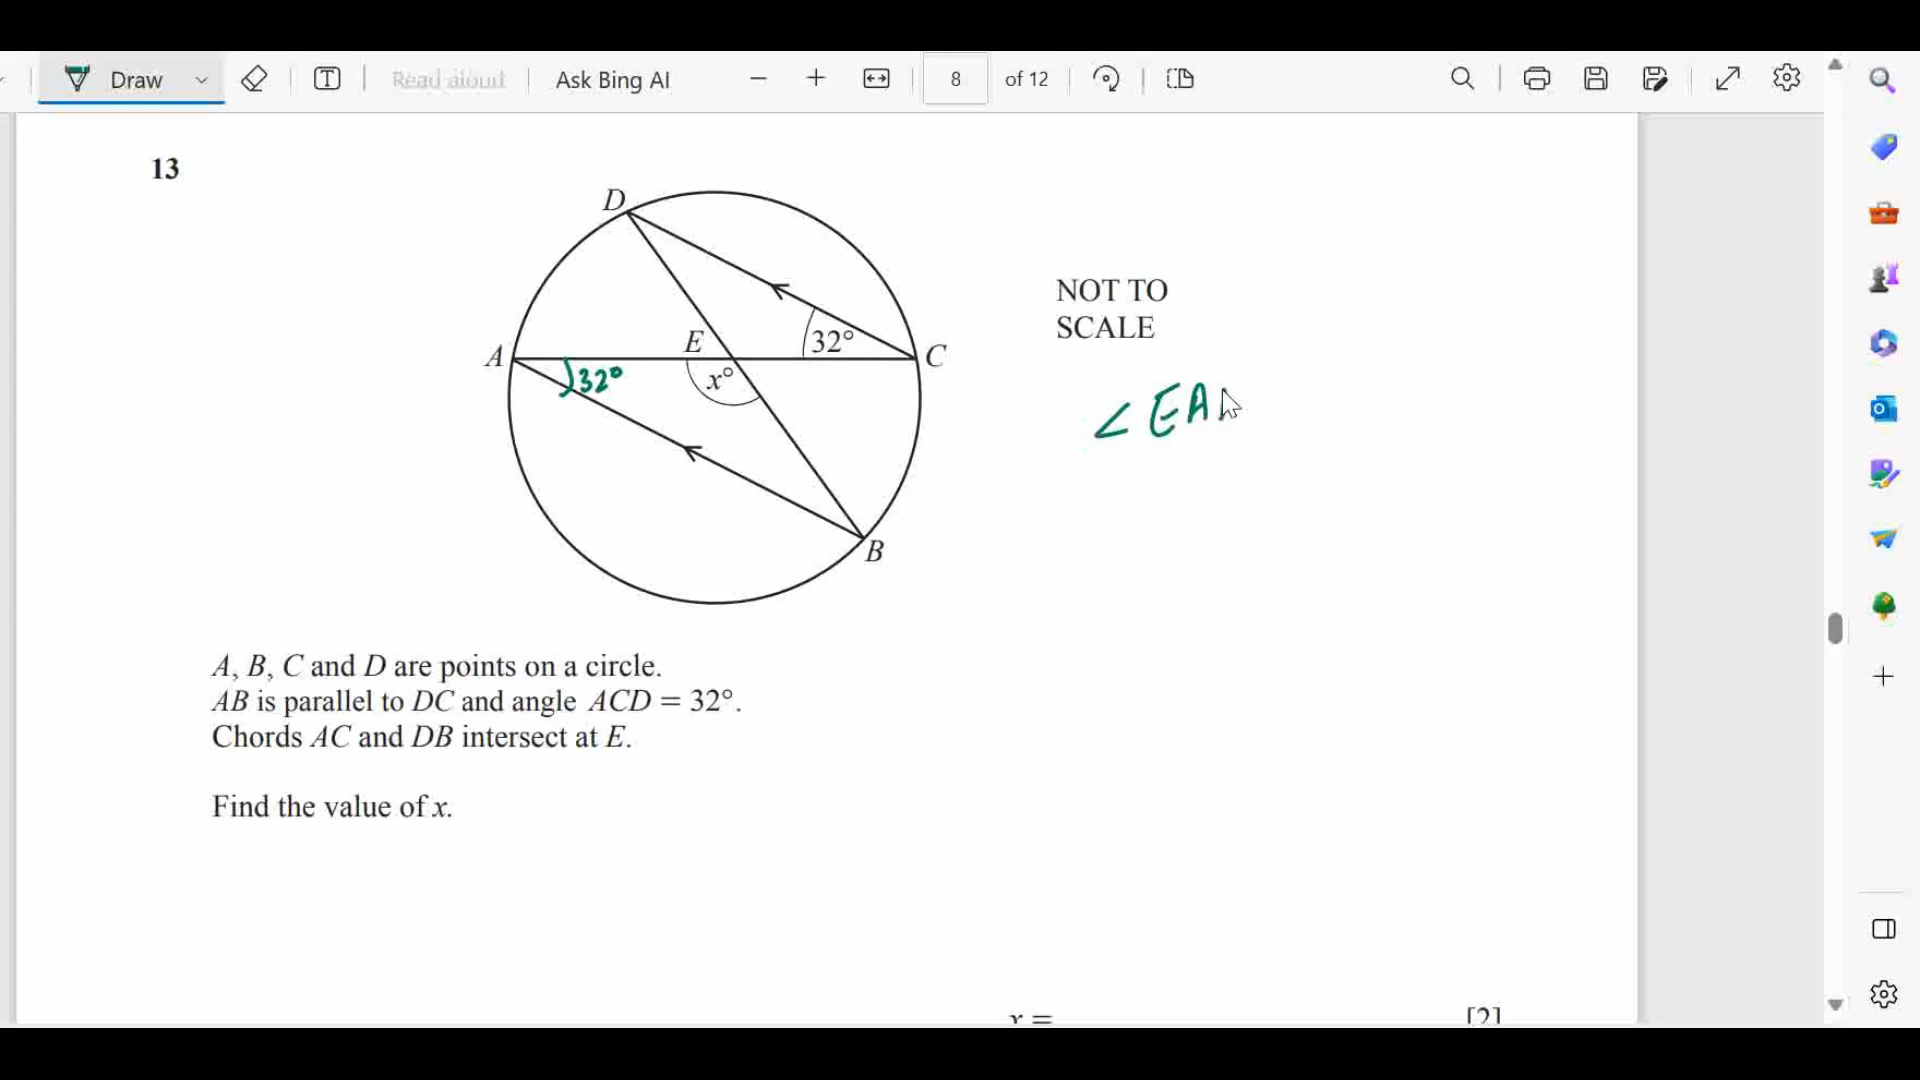 Draw
Read aloud
Ask Bing AI
8
of 12
13
D
NOT TO
SCALE
E
32°
A
C
32°
x°
∠EA
B
A, B, C and D are points on a circle.
AB is parallel to DC and angle ACD = 32°.
Chords AC and DB intersect at E.
Find the value of x.
x =
[2]